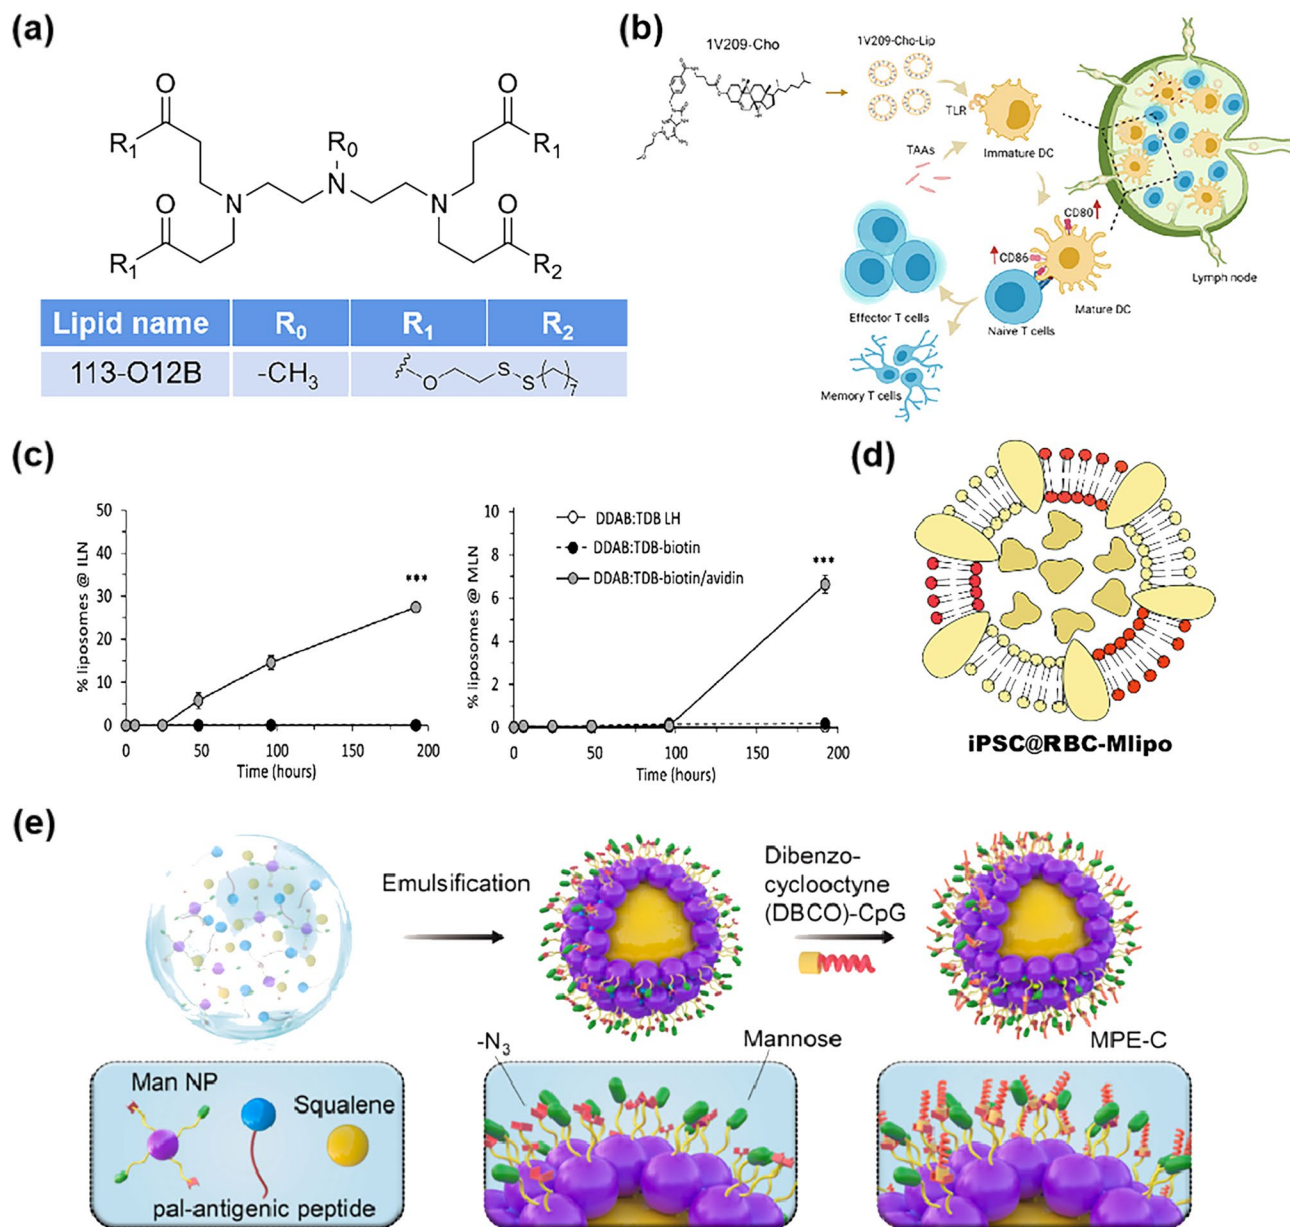 (a)
O
O
R₁
R₀
R₁
N
N
N
O
O
R₁
R₂
Lipid name R₀ R₁ R₂
113-O12B -CH₃ O S S 7
(b)
1V209-Cho
1V209-Cho-Lip
TLR
TAAs
Immature DC
CD80
CD86
Lymph node
Mature DC
Effector T cells
Naive T cells
Memory T cells
(c)
% liposomes @ ILN
50
40
30
20
10
0
0 50 100 150 200
Time (hours)
***
% liposomes @ MLN
10
8
6
4
2
0
0 50 100 150 200
Time (hours)
DDAB:TDB LH
DDAB:TDB-biotin
DDAB:TDB-biotin/avidin
***
(d)
iPSC@RBC-Mlipo
(e)
Emulsification
Dibenzo-
cyclooctyne
(DBCO)-CpG
-N₃
Mannose
MPE-C
Man NP
Squalene
pal-antigenic peptide